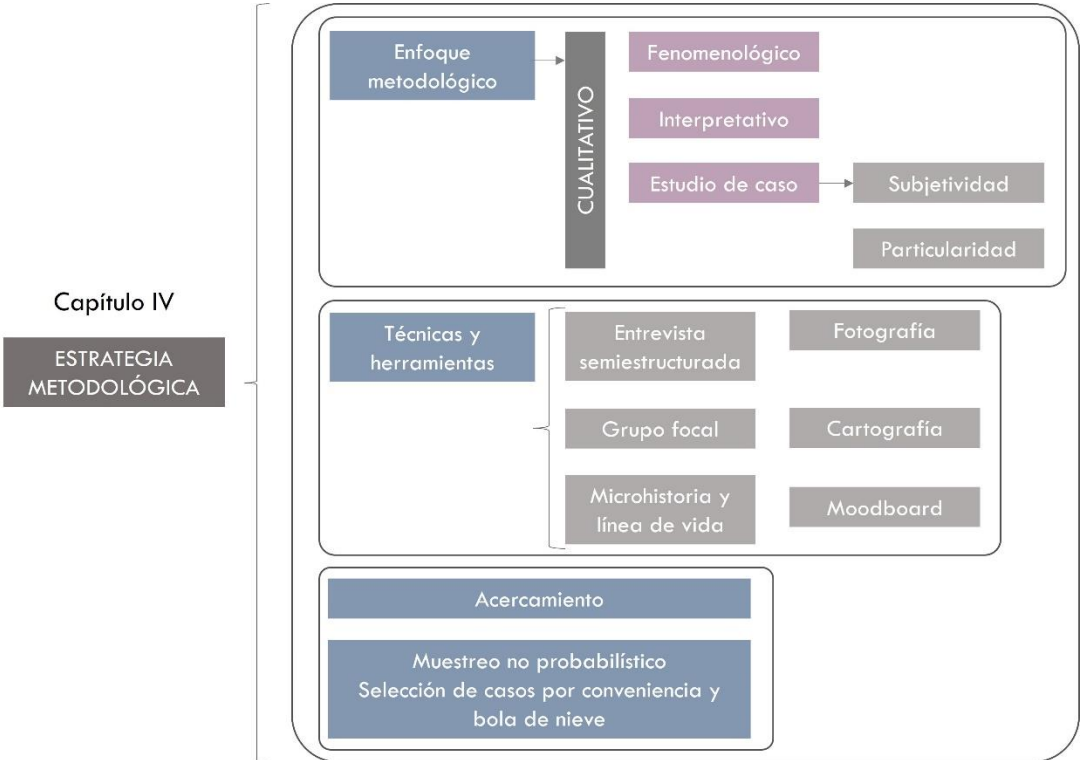 Capítulo IV
ESTRATEGIA
METODOLÓGICA
Enfoque
metodológico
CUALITATIVO
Fenomenológico
Interpretativo
Estudio de caso
Subjetividad
Particularidad
Técnicas y
herramientas
Entrevista
semiestructurada
Fotografía
Grupo focal
Cartografía
Microhistoria y
línea de vida
Moodboard
Acercamiento
Muestreo no probabilístico
Selección de casos por conveniencia y
bola de nieve